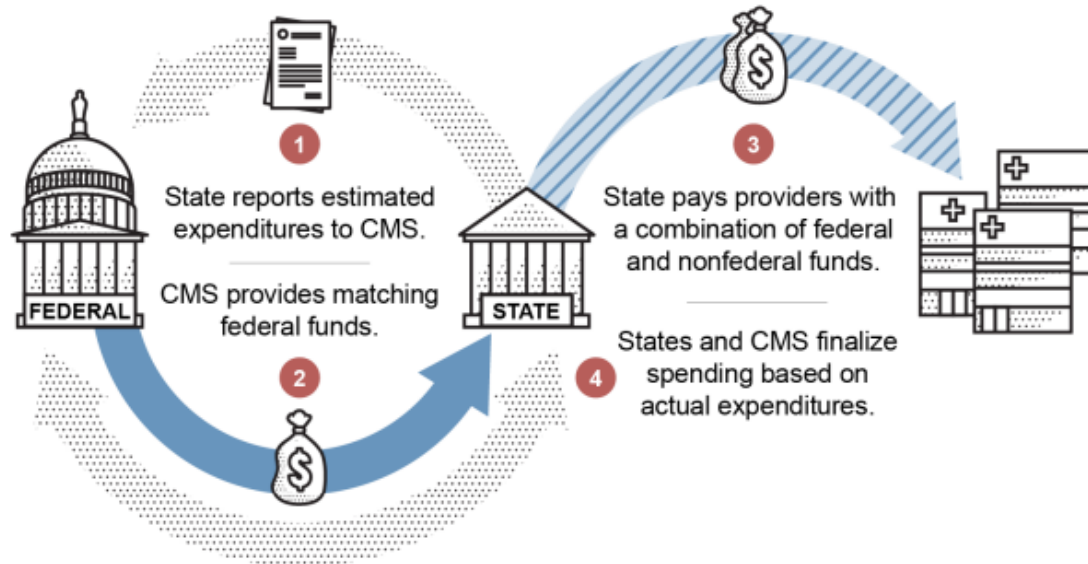 1
State reports estimated
expenditures to CMS.
FEDERAL
CMS provides matching
federal funds.
2
$
STATE
$
3
State pays providers with
a combination of federal
and nonfederal funds.
4
States and CMS finalize
spending based on
actual expenditures.